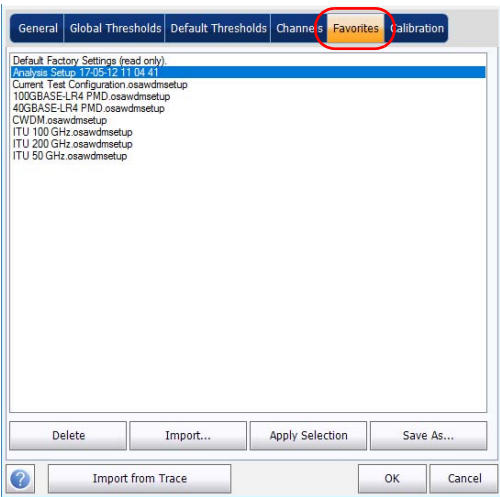 General Global Thresholds Default Thresholds Channels Favorites Calibration
Default Factory Settings (read only).
Analysis Setup 17-05-12 11 04 41
Current Test Configuration.osawdmsetup
100GBASE-LR4 PMD.osawdmsetup
40GBASE-LR4 PMD.osawdmsetup
CWDM.osawdmsetup
ITU 100 GHz.osawdmsetup
ITU 200 GHz.osawdmsetup
ITU 50 GHz.osawdmsetup
Delete Import... Apply Selection Save As...
? Import from Trace OK Cancel